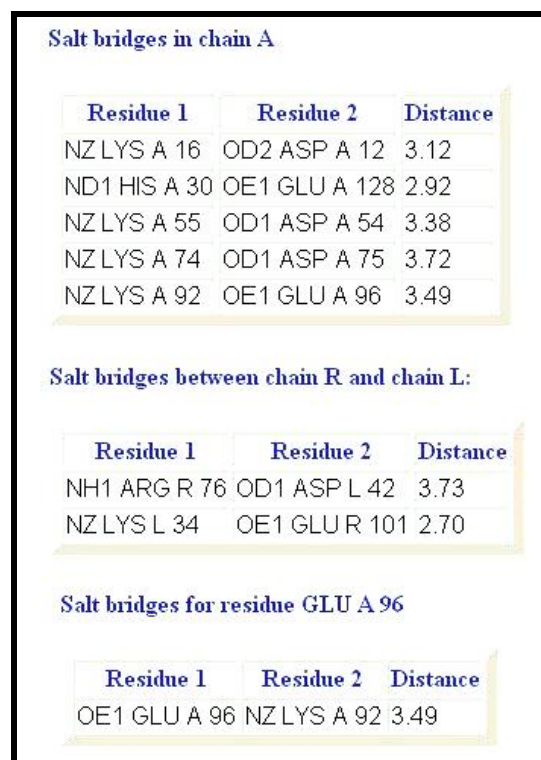 Salt bridges in chain A
Residue 1 Residue 2 Distance
NZ LYS A 16 OD2 ASP A 12 3.12
ND1 HIS A 30 OE1 GLU A 128 2.92
NZ LYS A 55 OD1 ASP A 54 3.38
NZ LYS A 74 OD1 ASP A 75 3.72
NZ LYS A 92 OE1 GLU A 96 3.49
Salt bridges between chain R and chain L:
Residue 1 Residue 2 Distance
NH1 ARG R 76 OD1 ASP L 42 3.73
NZ LYS L 34 OE1 GLU R 101 2.70
Salt bridges for residue GLU A 96
Residue 1 Residue 2 Distance
OE1 GLU A 96 NZ LYS A 92 3.49